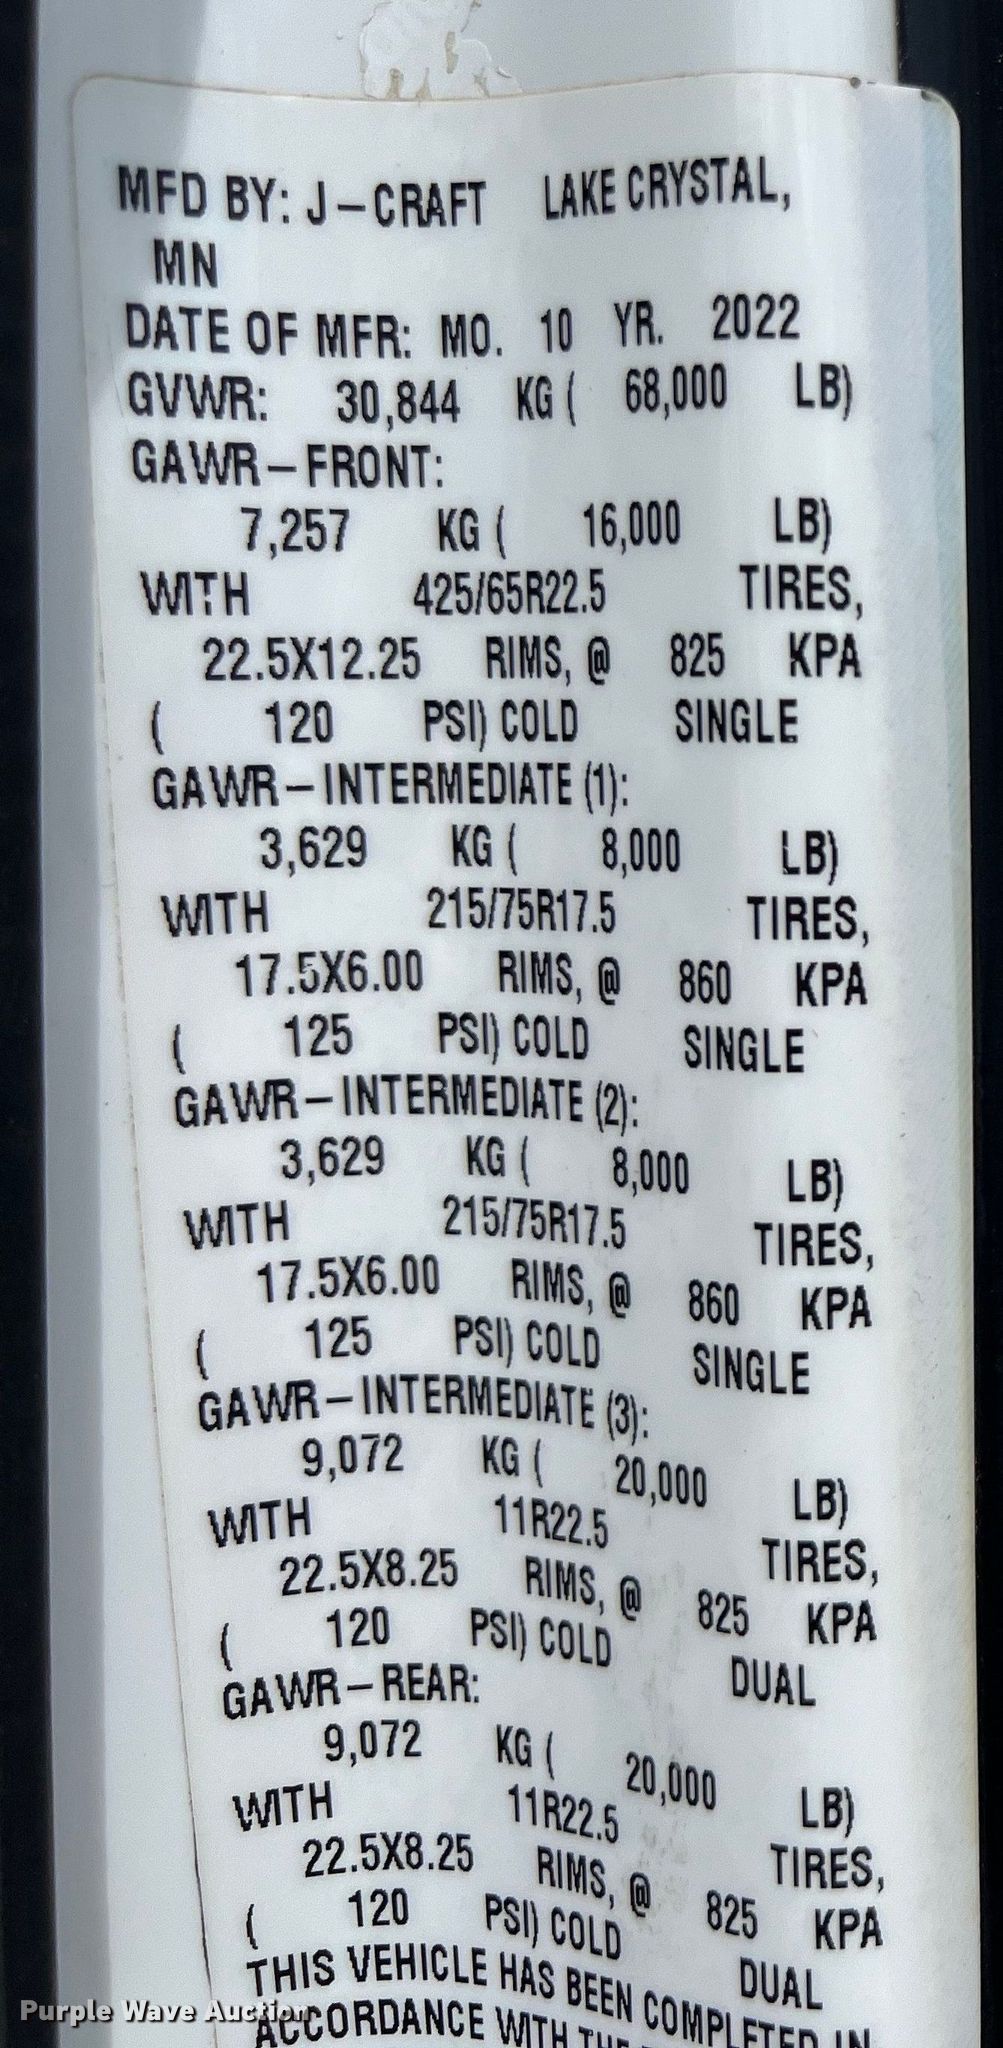 MFD BY: J-CRAFT LAKE CRYSTAL,
MN
DATE OF MFR: MO. 10 YR. 2022
GVWR: 30,844 KG ( 68,000 LB)
GAWR-FRONT:
7,257 KG ( 16,000 LB)
WITH 425/65R22.5 TIRES,
22.5X12.25 RIMS, @ 825 KPA
( 120 PSI) COLD SINGLE
GAWR-INTERMEDIATE (1):
3,629 KG ( 8,000 LB)
WITH 215/75R17.5 TIRES,
17.5X6.00 RIMS, @ 860 KPA
( 125 PSI) COLD SINGLE
GAWR-INTERMEDIATE (2):
3,629 KG ( 8,000 LB)
WITH 215/75R17.5 TIRES,
17.5X6.00 RIMS, @ 860 KPA
( 125 PSI) COLD SINGLE
GAWR-INTERMEDIATE (3):
9,072 KG ( 20,000 LB)
WITH 11R22.5 TIRES,
22.5X8.25 RIMS, @ 825 KPA
( 120 PSI) COLD DUAL
GAWR-REAR:
9,072 KG ( 20,000 LB)
WITH 11R22.5 TIRES,
22.5X8.25 RIMS, @ 825 KPA
( 120 PSI) COLD DUAL
THIS VEHICLE HAS BEEN COMPLETED IN
ACCORDANCE WITH THE
Purple Wave Auction